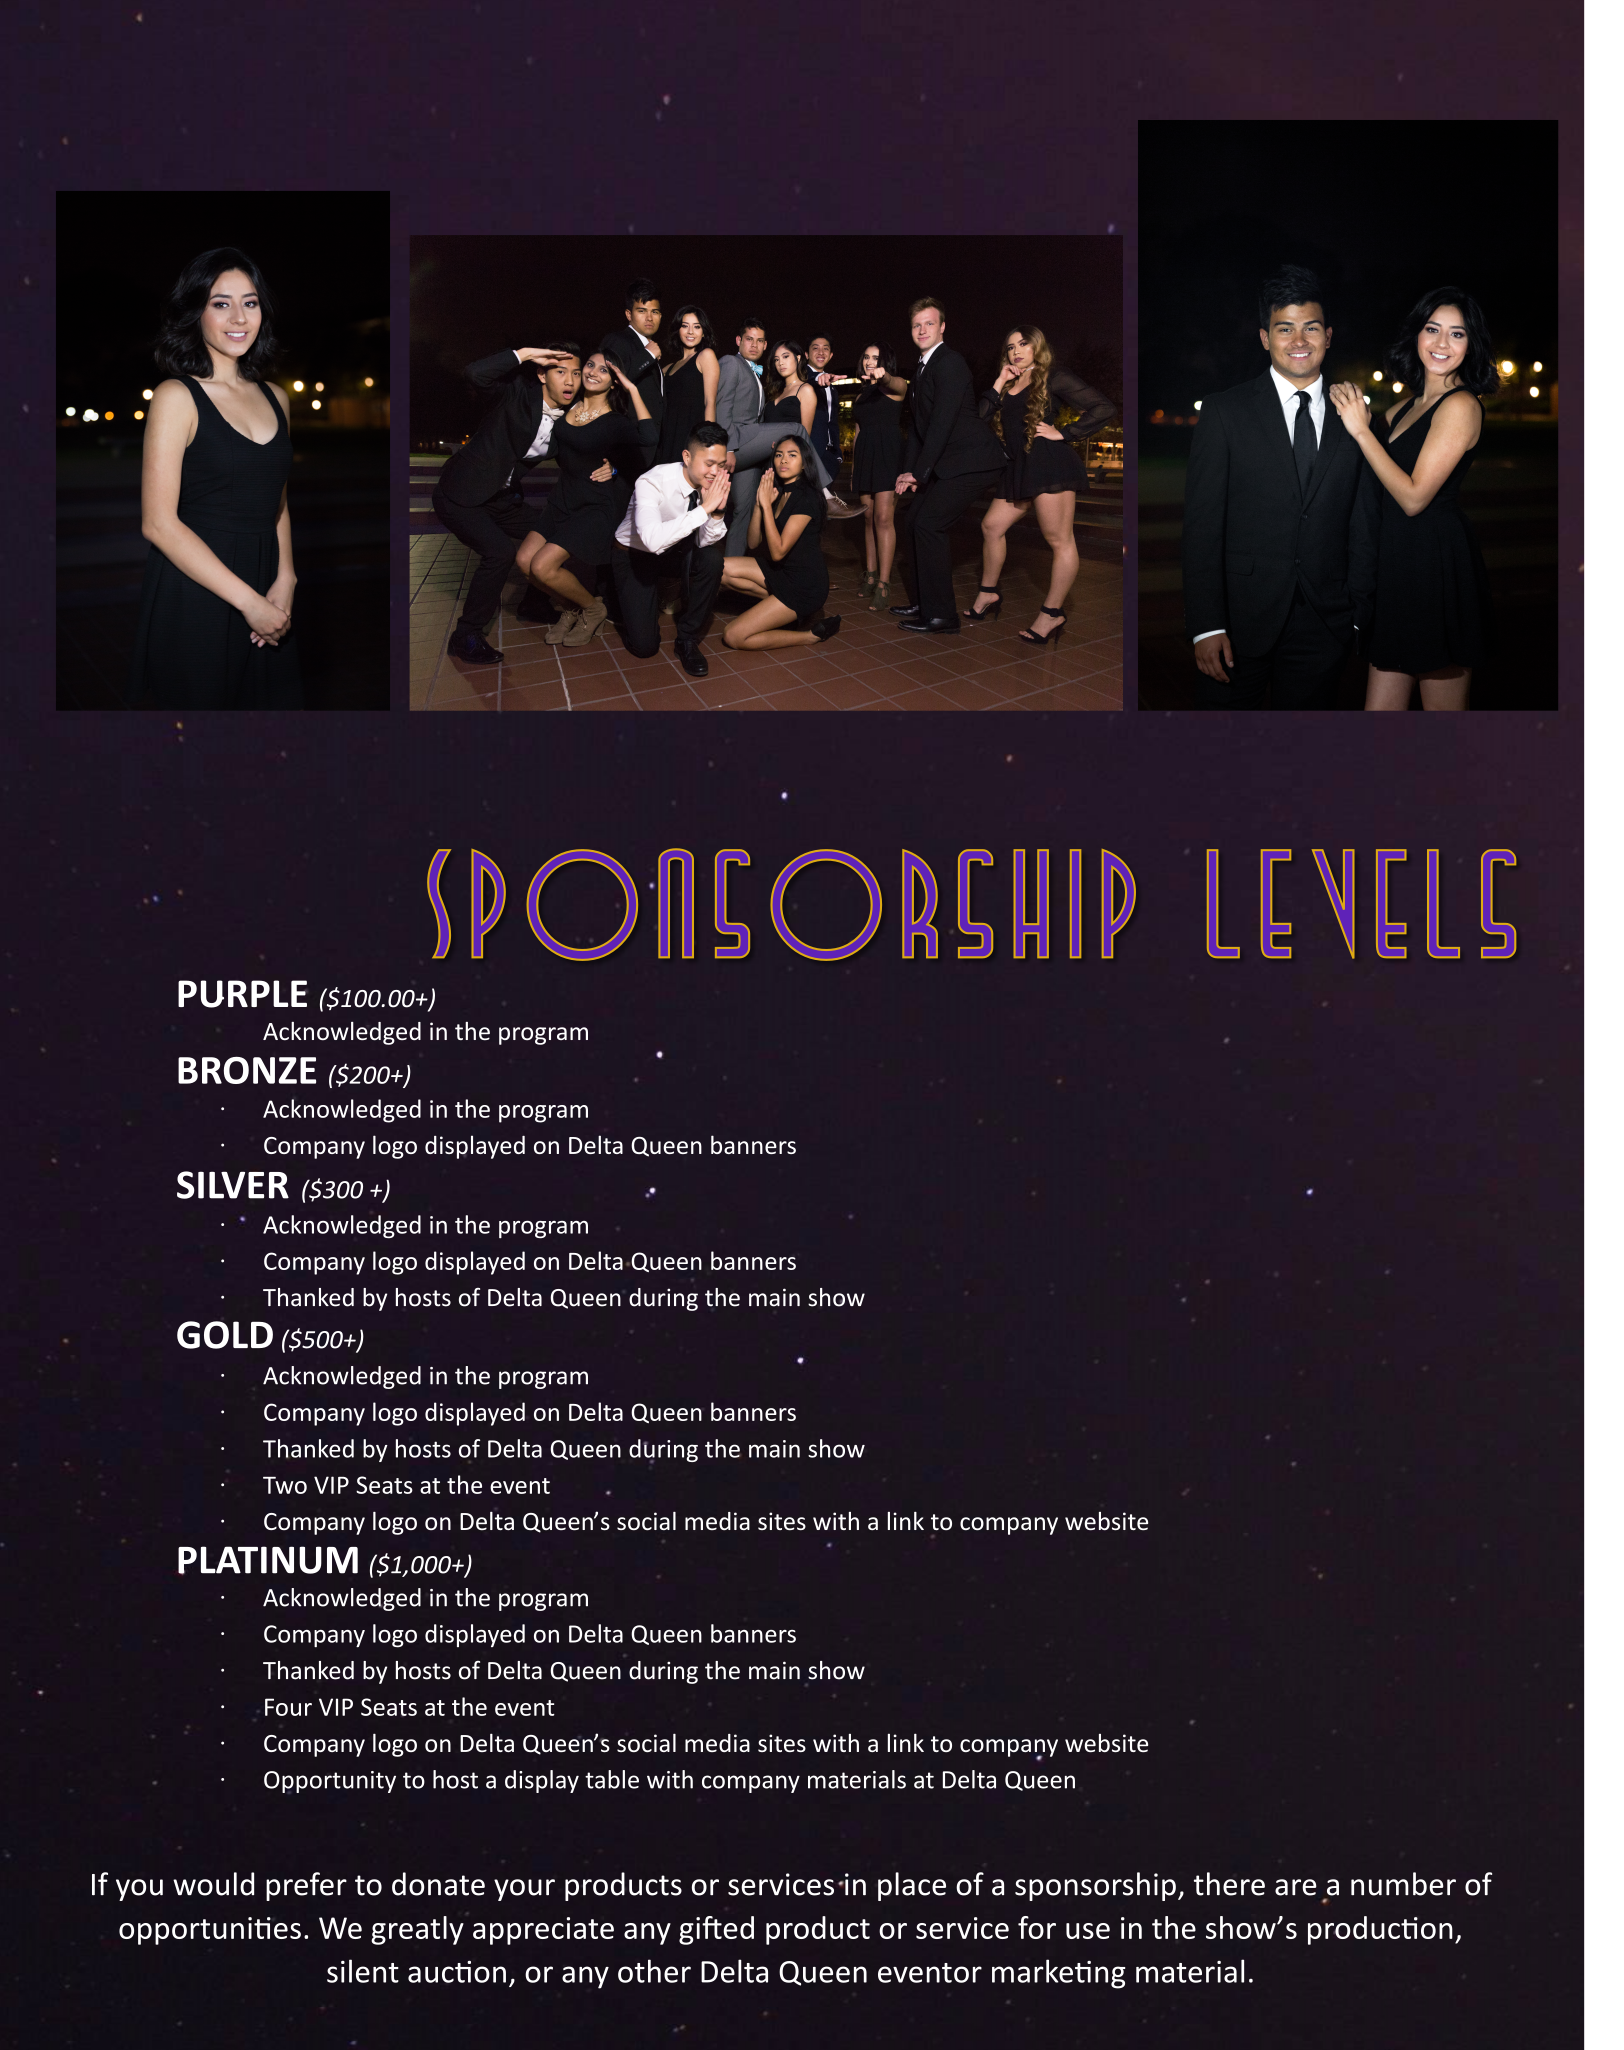 SPONSORSHIP LEVELS
PURPLE ($100.00+)
Acknowledged in the program
BRONZE ($200+)
· Acknowledged in the program
· Company logo displayed on Delta Queen banners
SILVER ($300 +)
· Acknowledged in the program
· Company logo displayed on Delta Queen banners
· Thanked by hosts of Delta Queen during the main show
GOLD ($500+)
· Acknowledged in the program
· Company logo displayed on Delta Queen banners
· Thanked by hosts of Delta Queen during the main show
· Two VIP Seats at the event
· Company logo on Delta Queen’s social media sites with a link to company website
PLATINUM ($1,000+)
· Acknowledged in the program
· Company logo displayed on Delta Queen banners
· Thanked by hosts of Delta Queen during the main show
· Four VIP Seats at the event
· Company logo on Delta Queen’s social media sites with a link to company website
· Opportunity to host a display table with company materials at Delta Queen
If you would prefer to donate your products or services in place of a sponsorship, there are a number of
opportunities. We greatly appreciate any gifted product or service for use in the show’s production,
silent auction, or any other Delta Queen eventor marketing material.